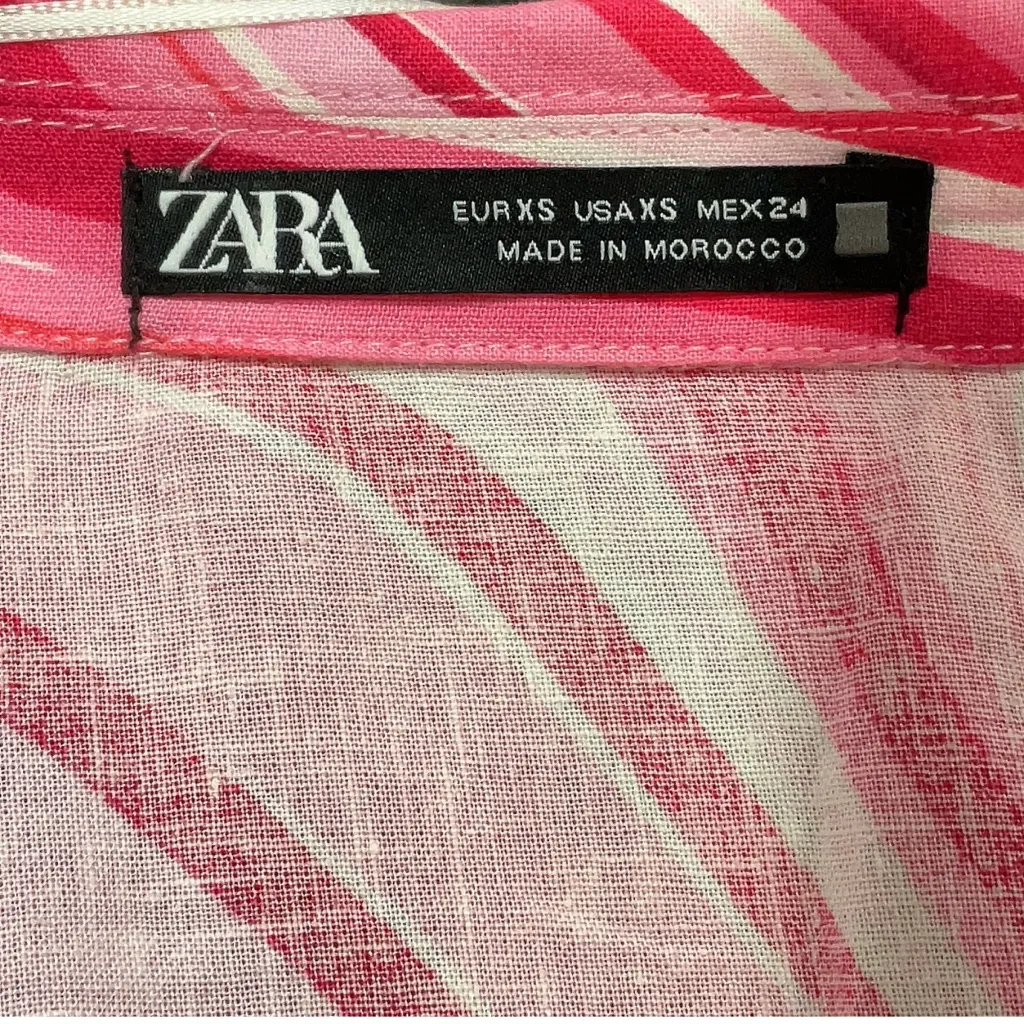 ZARA
EUR XS USA XS MEX 24
MADE IN MOROCCO